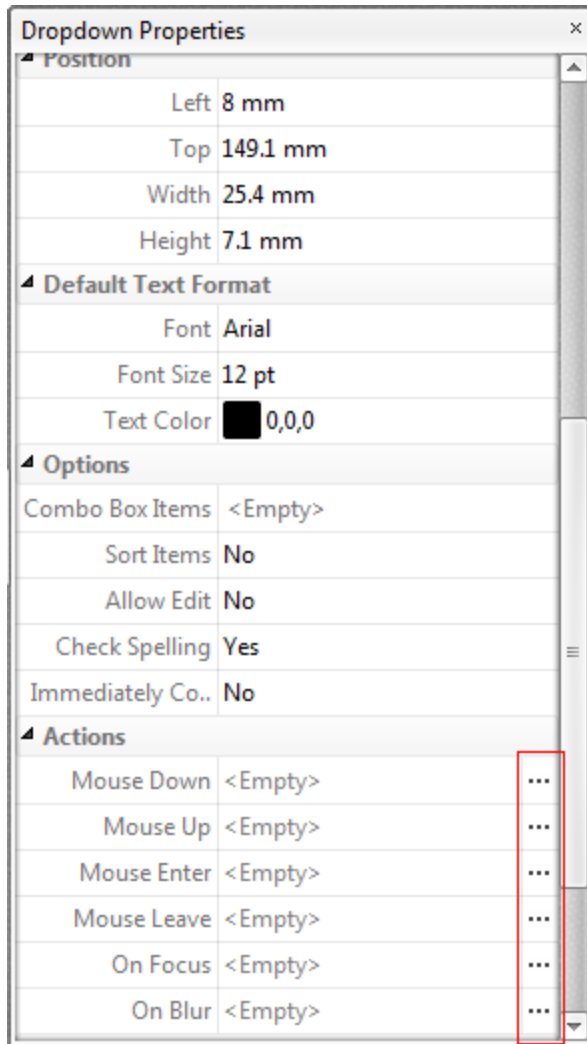 Dropdown Properties ×
Position
Left 8 mm
Top 149.1 mm
Width 25.4 mm
Height 7.1 mm
Default Text Format
Font Arial
Font Size 12 pt
Text Color 0,0,0
Options
Combo Box Items <Empty>
Sort Items No
Allow Edit No
Check Spelling Yes
Immediately Co.. No
Actions
Mouse Down <Empty> ...
Mouse Up <Empty> ...
Mouse Enter <Empty> ...
Mouse Leave <Empty> ...
On Focus <Empty> ...
On Blur <Empty> ...